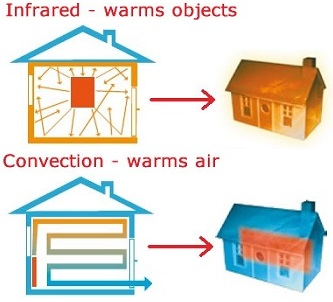 Infrared - warms objects
Convection - warms air